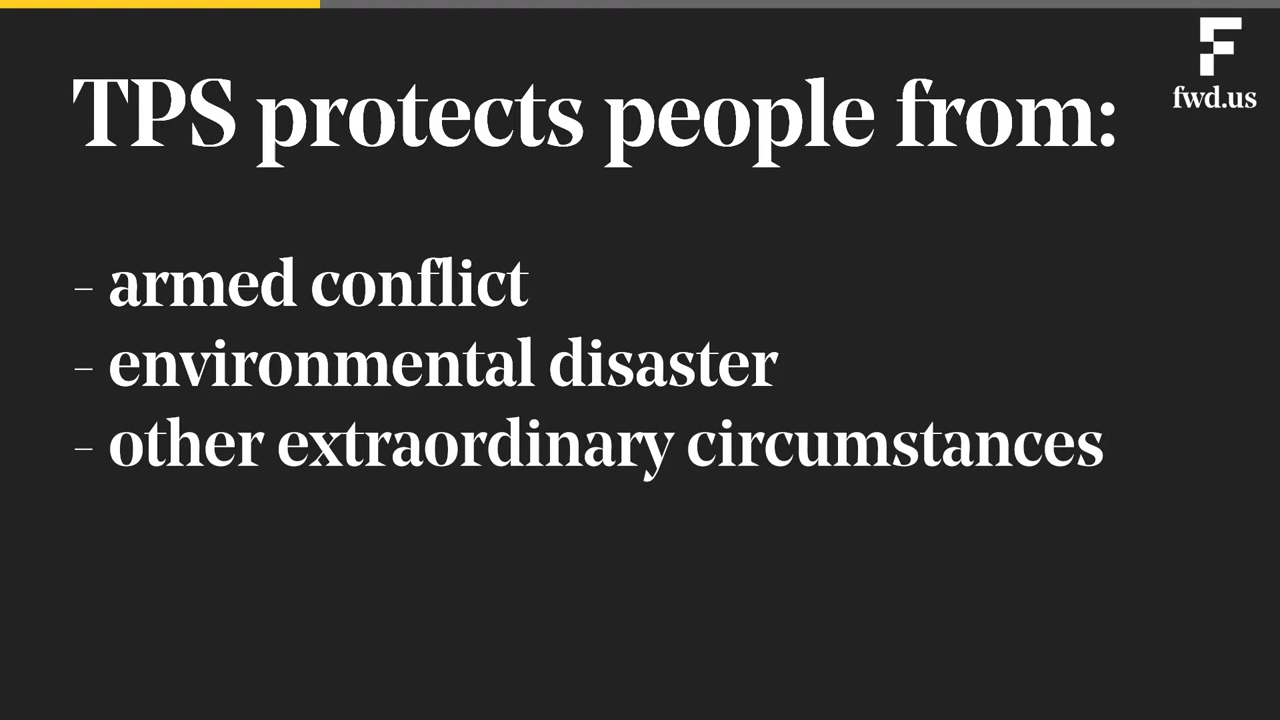 TPS protects people from:
fwd.us
- armed conflict
- environmental disaster
- other extraordinary circumstances